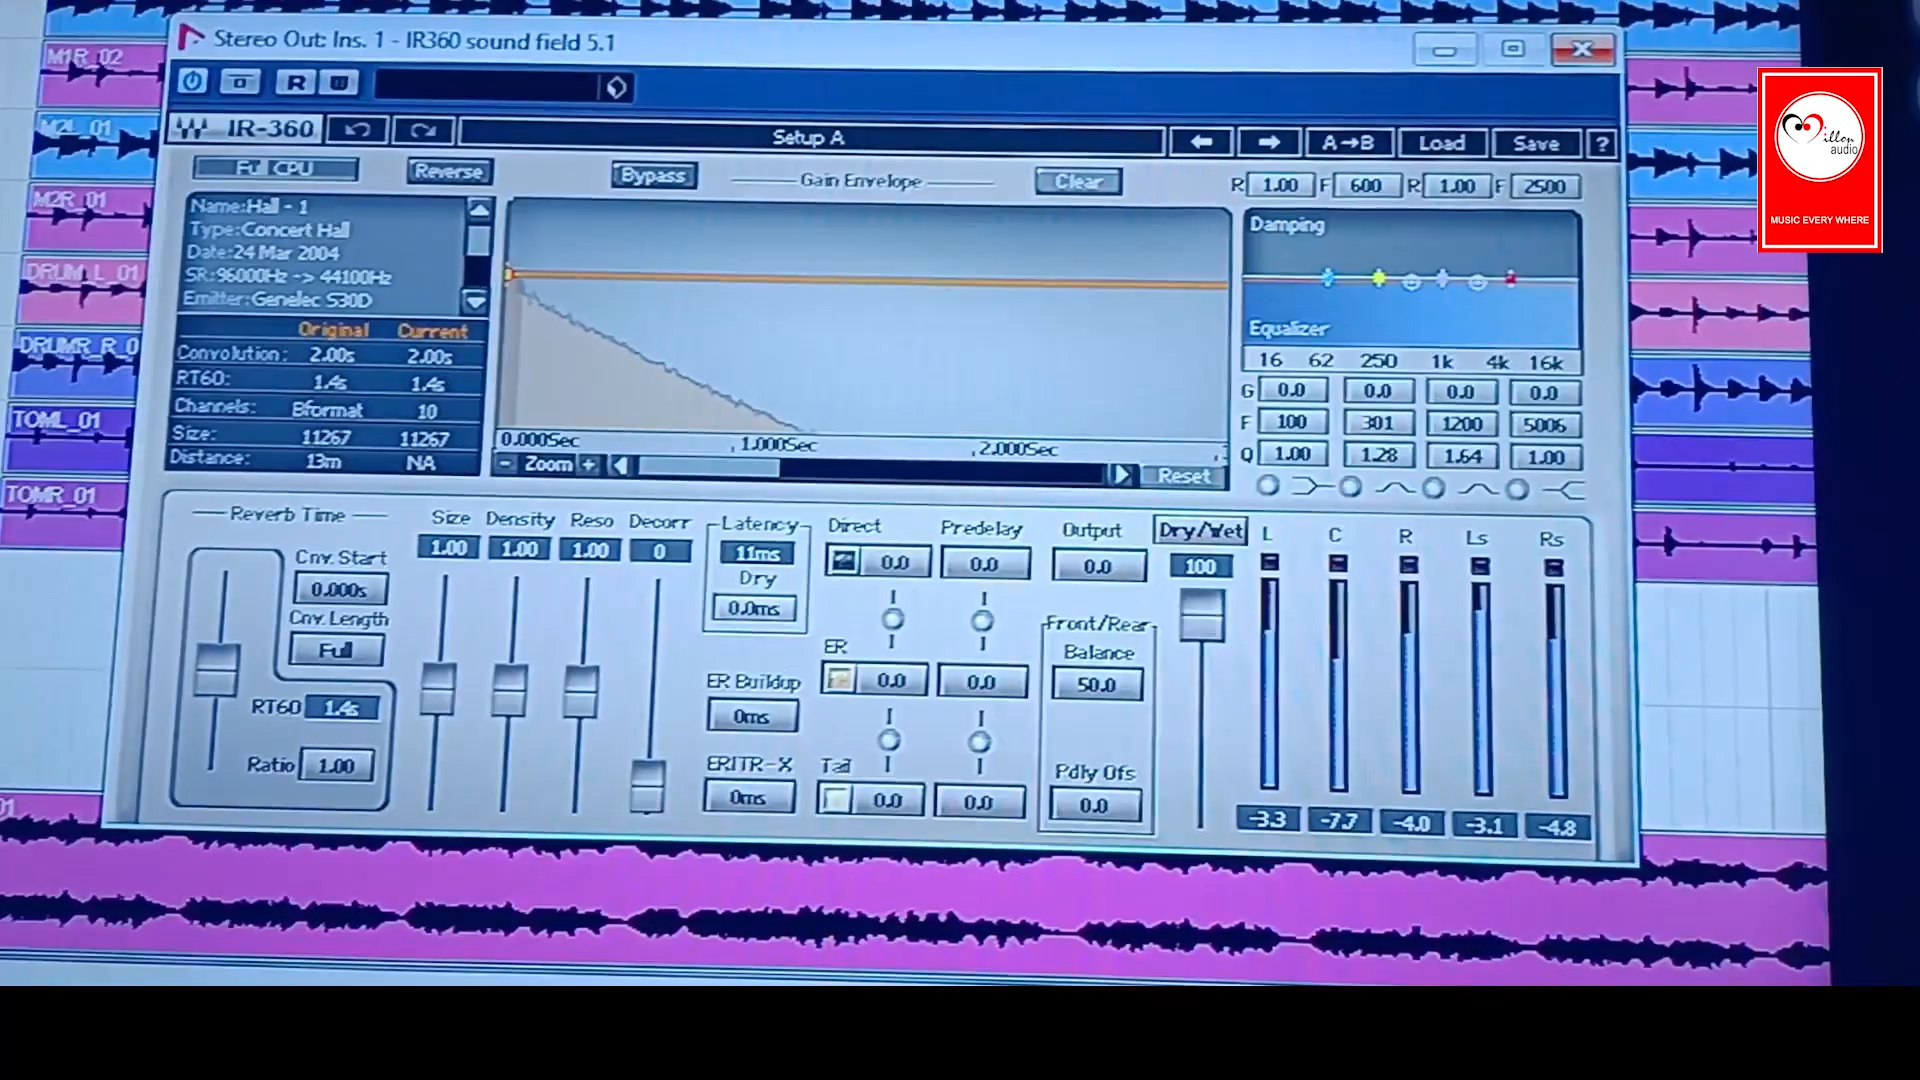 Stereo Out: Ins. 1 - IR360 sound field 5.1
R
IR-360
Setup A
A→B
Load
Save
?
Full CPU
Reverse
Bypass
Gain Envelope
Clear
R 1.00 F 600 R 1.00 F 2500
Name:Hall - 1
Type:Concert Hall
Date:24 Mar 2004
SR:96000Hz -> 44100Hz
Emitter:Genelec S30D
Original Current
Convolution: 2.00s 2.00s
RT60: 1.4s 1.4s
Channels: Bformat 10
Size: 11267 11267
Distance: 13m NA
0.000Sec 1.000Sec 2.000Sec
- Zoom +
Reset
Damping
Equalizer
16 62 250 1k 4k 16k
G 0.0 0.0 0.0 0.0
F 100 301 1200 5006
Q 1.00 1.28 1.64 1.00
Reverb Time
Cnv. Start
0.000s
Cnv. Length
Full
RT60 1.4s
Ratio 1.00
Size Density Reso Decorr
1.00 1.00 1.00 0
Latency
11ms
Dry
0.0ms
ER Buildup
0ms
ER/TR-X
0ms
Direct Predelay
0.0 0.0
ER
0.0 0.0
Tail
0.0 0.0
Output
0.0
Front/Rear
Balance
50.0
Pdly Ofs
0.0
Dry/Wet
100
L C R Ls Rs
-3.3 -7.7 -4.0 -3.1 -4.8
M1R_02
M2L_01
M2R_01
DRUM_L_01
DRUMR_R_0
TOML_01
TOMR_01
01
illon
audio
MUSIC EVERY WHERE